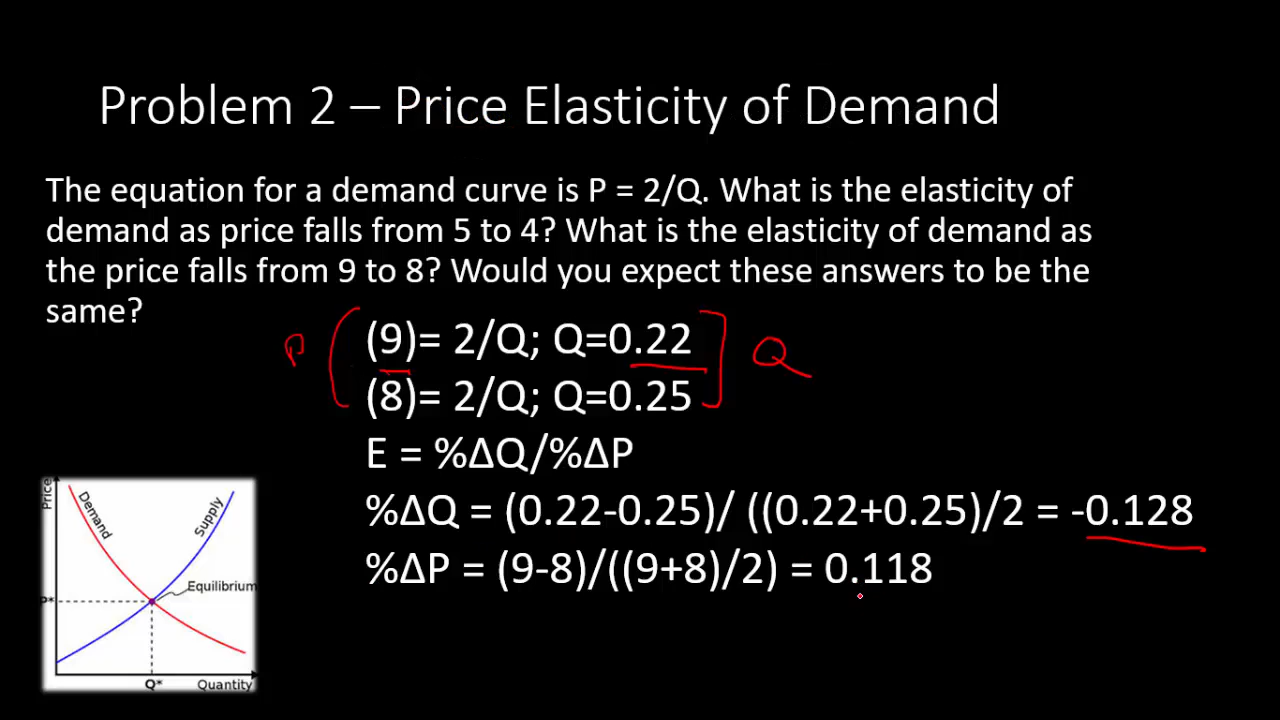 Problem 2 – Price Elasticity of Demand
The equation for a demand curve is P = 2/Q. What is the elasticity of
demand as price falls from 5 to 4? What is the elasticity of demand as
the price falls from 9 to 8? Would you expect these answers to be the
same?
(9)= 2/Q; Q=0.22
P
Q
(8)= 2/Q; Q=0.25
E = %ΔQ/%ΔP
%ΔQ = (0.22-0.25)/ ((0.22+0.25)/2 = -0.128
%ΔP = (9-8)/((9+8)/2) = 0.118
Price
Demand
Supply
Equilibrium
P*
Q*
Quantity